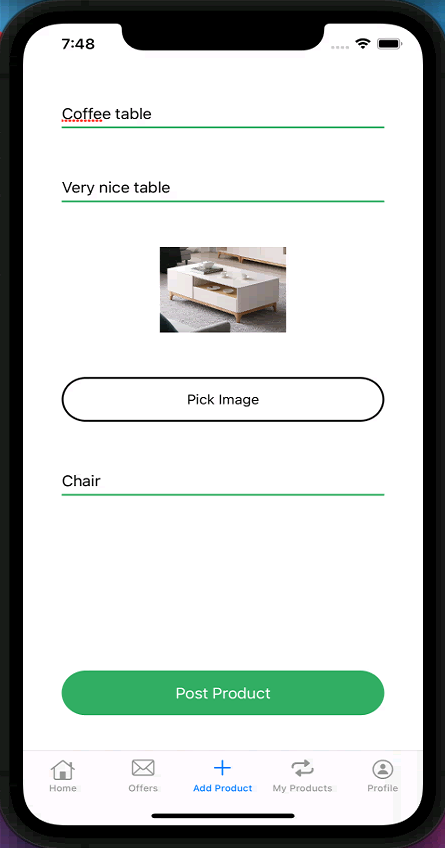 7:48
Coffee table
Very nice table
Pick Image
Chair
Post Product
Home Offers Add Product My Products Profile